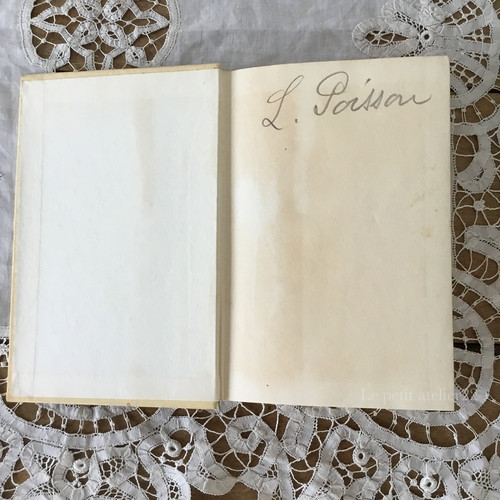 L. Poisson
Le petit atelier